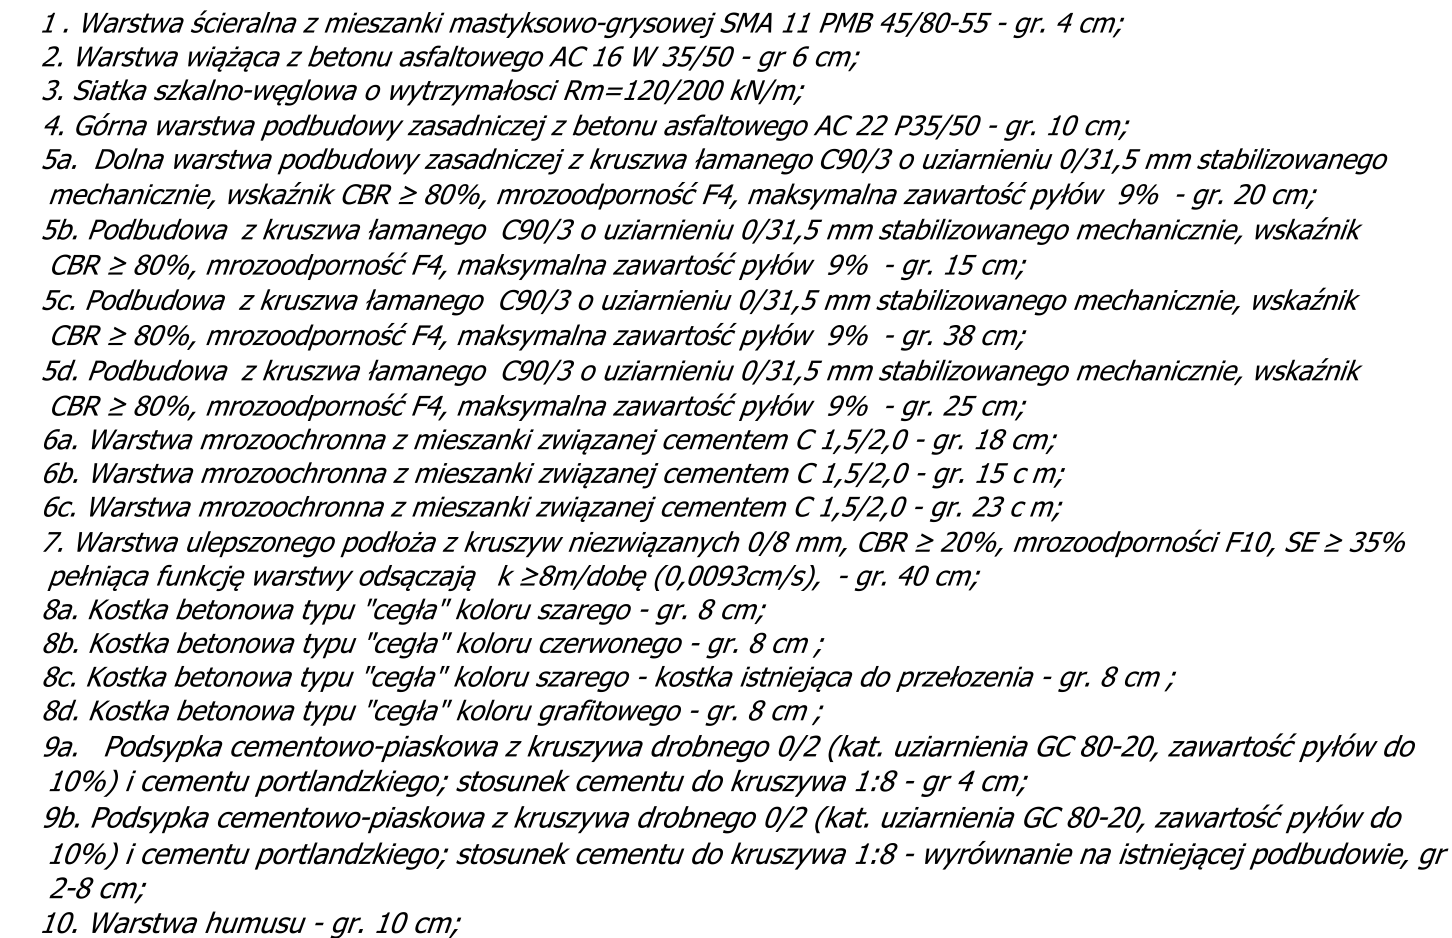 1 . Warstwa ścieralna z mieszanki mastyksowo-grysowej SMA 11 PMB 45/80-55 - gr. 4 cm;
2. Warstwa wiążąca z betonu asfaltowego AC 16 W 35/50 - gr 6 cm;
3. Siatka szkalno-węglowa o wytrzymałosci Rm=120/200 kN/m;
4. Górna warstwa podbudowy zasadniczej z betonu asfaltowego AC 22 P35/50 - gr. 10 cm;
5a.  Dolna warstwa podbudowy zasadniczej z kruszwa łamanego C90/3 o uziarnieniu 0/31,5 mm stabilizowanego
mechanicznie, wskaźnik CBR ≥ 80%, mrozoodporność F4, maksymalna zawartość pyłów  9%  - gr. 20 cm;
5b. Podbudowa  z kruszwa łamanego  C90/3 o uziarnieniu 0/31,5 mm stabilizowanego mechanicznie, wskaźnik
CBR ≥ 80%, mrozoodporność F4, maksymalna zawartość pyłów  9%  - gr. 15 cm;
5c. Podbudowa  z kruszwa łamanego  C90/3 o uziarnieniu 0/31,5 mm stabilizowanego mechanicznie, wskaźnik
CBR ≥ 80%, mrozoodporność F4, maksymalna zawartość pyłów  9%  - gr. 38 cm;
5d. Podbudowa  z kruszwa łamanego  C90/3 o uziarnieniu 0/31,5 mm stabilizowanego mechanicznie, wskaźnik
CBR ≥ 80%, mrozoodporność F4, maksymalna zawartość pyłów  9%  - gr. 25 cm;
6a. Warstwa mrozoochronna z mieszanki związanej cementem C 1,5/2,0 - gr. 18 cm;
6b. Warstwa mrozoochronna z mieszanki związanej cementem C 1,5/2,0 - gr. 15 c m;
6c. Warstwa mrozoochronna z mieszanki związanej cementem C 1,5/2,0 - gr. 23 c m;
7. Warstwa ulepszonego podłoża z kruszyw niezwiązanych 0/8 mm, CBR ≥ 20%, mrozoodporności F10, SE ≥ 35%
pełniąca funkcję warstwy odsączają   k ≥8m/dobę (0,0093cm/s),  - gr. 40 cm;
8a. Kostka betonowa typu "cegła" koloru szarego - gr. 8 cm;
8b. Kostka betonowa typu "cegła" koloru czerwonego - gr. 8 cm ;
8c. Kostka betonowa typu "cegła" koloru szarego - kostka istniejąca do przełozenia - gr. 8 cm ;
8d. Kostka betonowa typu "cegła" koloru grafitowego - gr. 8 cm ;
9a.   Podsypka cementowo-piaskowa z kruszywa drobnego 0/2 (kat. uziarnienia GC 80-20, zawartość pyłów do
10%) i cementu portlandzkiego; stosunek cementu do kruszywa 1:8 - gr 4 cm;
9b. Podsypka cementowo-piaskowa z kruszywa drobnego 0/2 (kat. uziarnienia GC 80-20, zawartość pyłów do
10%) i cementu portlandzkiego; stosunek cementu do kruszywa 1:8 - wyrównanie na istniejącej podbudowie, gr
2-8 cm;
10. Warstwa humusu - gr. 10 cm;